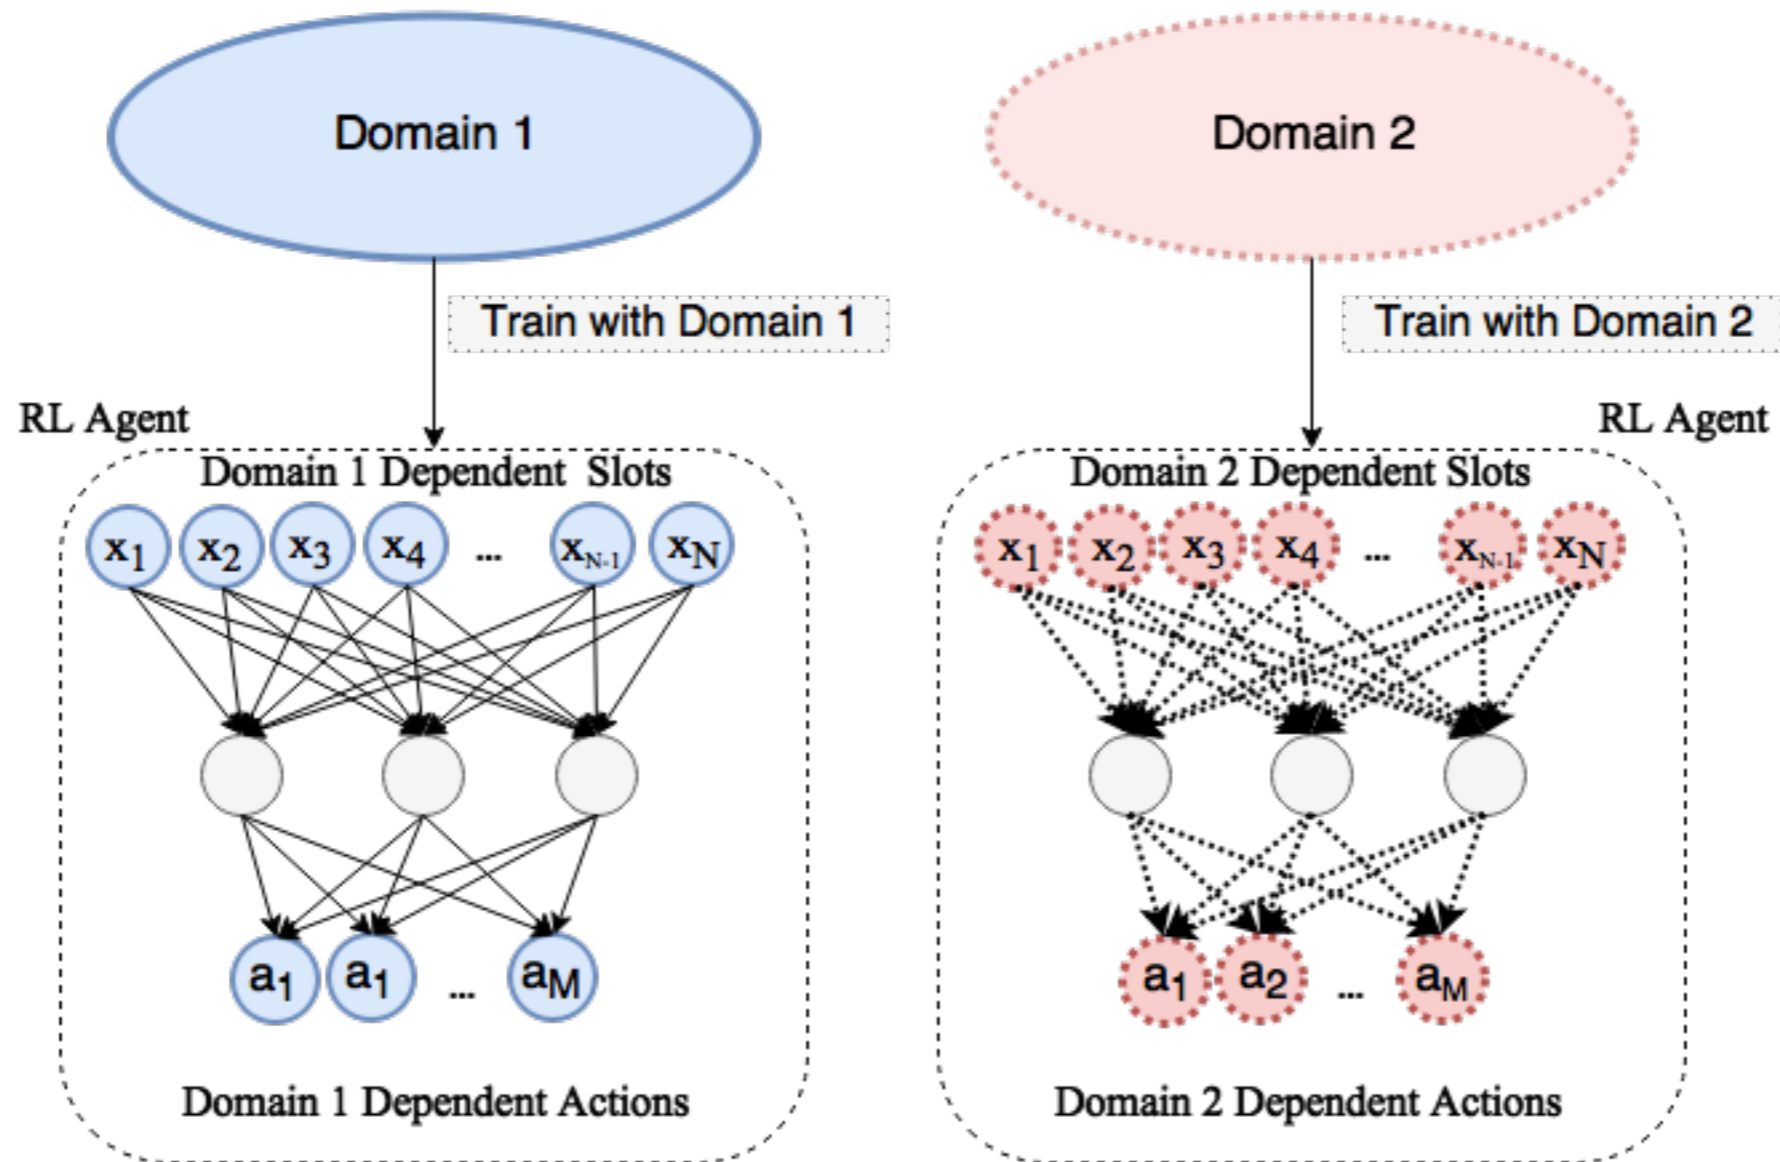 Domain 1
Domain 2
Train with Domain 1
Train with Domain 2
RL Agent
RL Agent
Domain 1 Dependent Slots
Domain 2 Dependent Slots
x1 x2 x3 x4 ... xN-1 xN
x1 x2 x3 x4 ... xN-1 xN
a1 a1 ... aM
a1 a2 ... aM
Domain 1 Dependent Actions
Domain 2 Dependent Actions